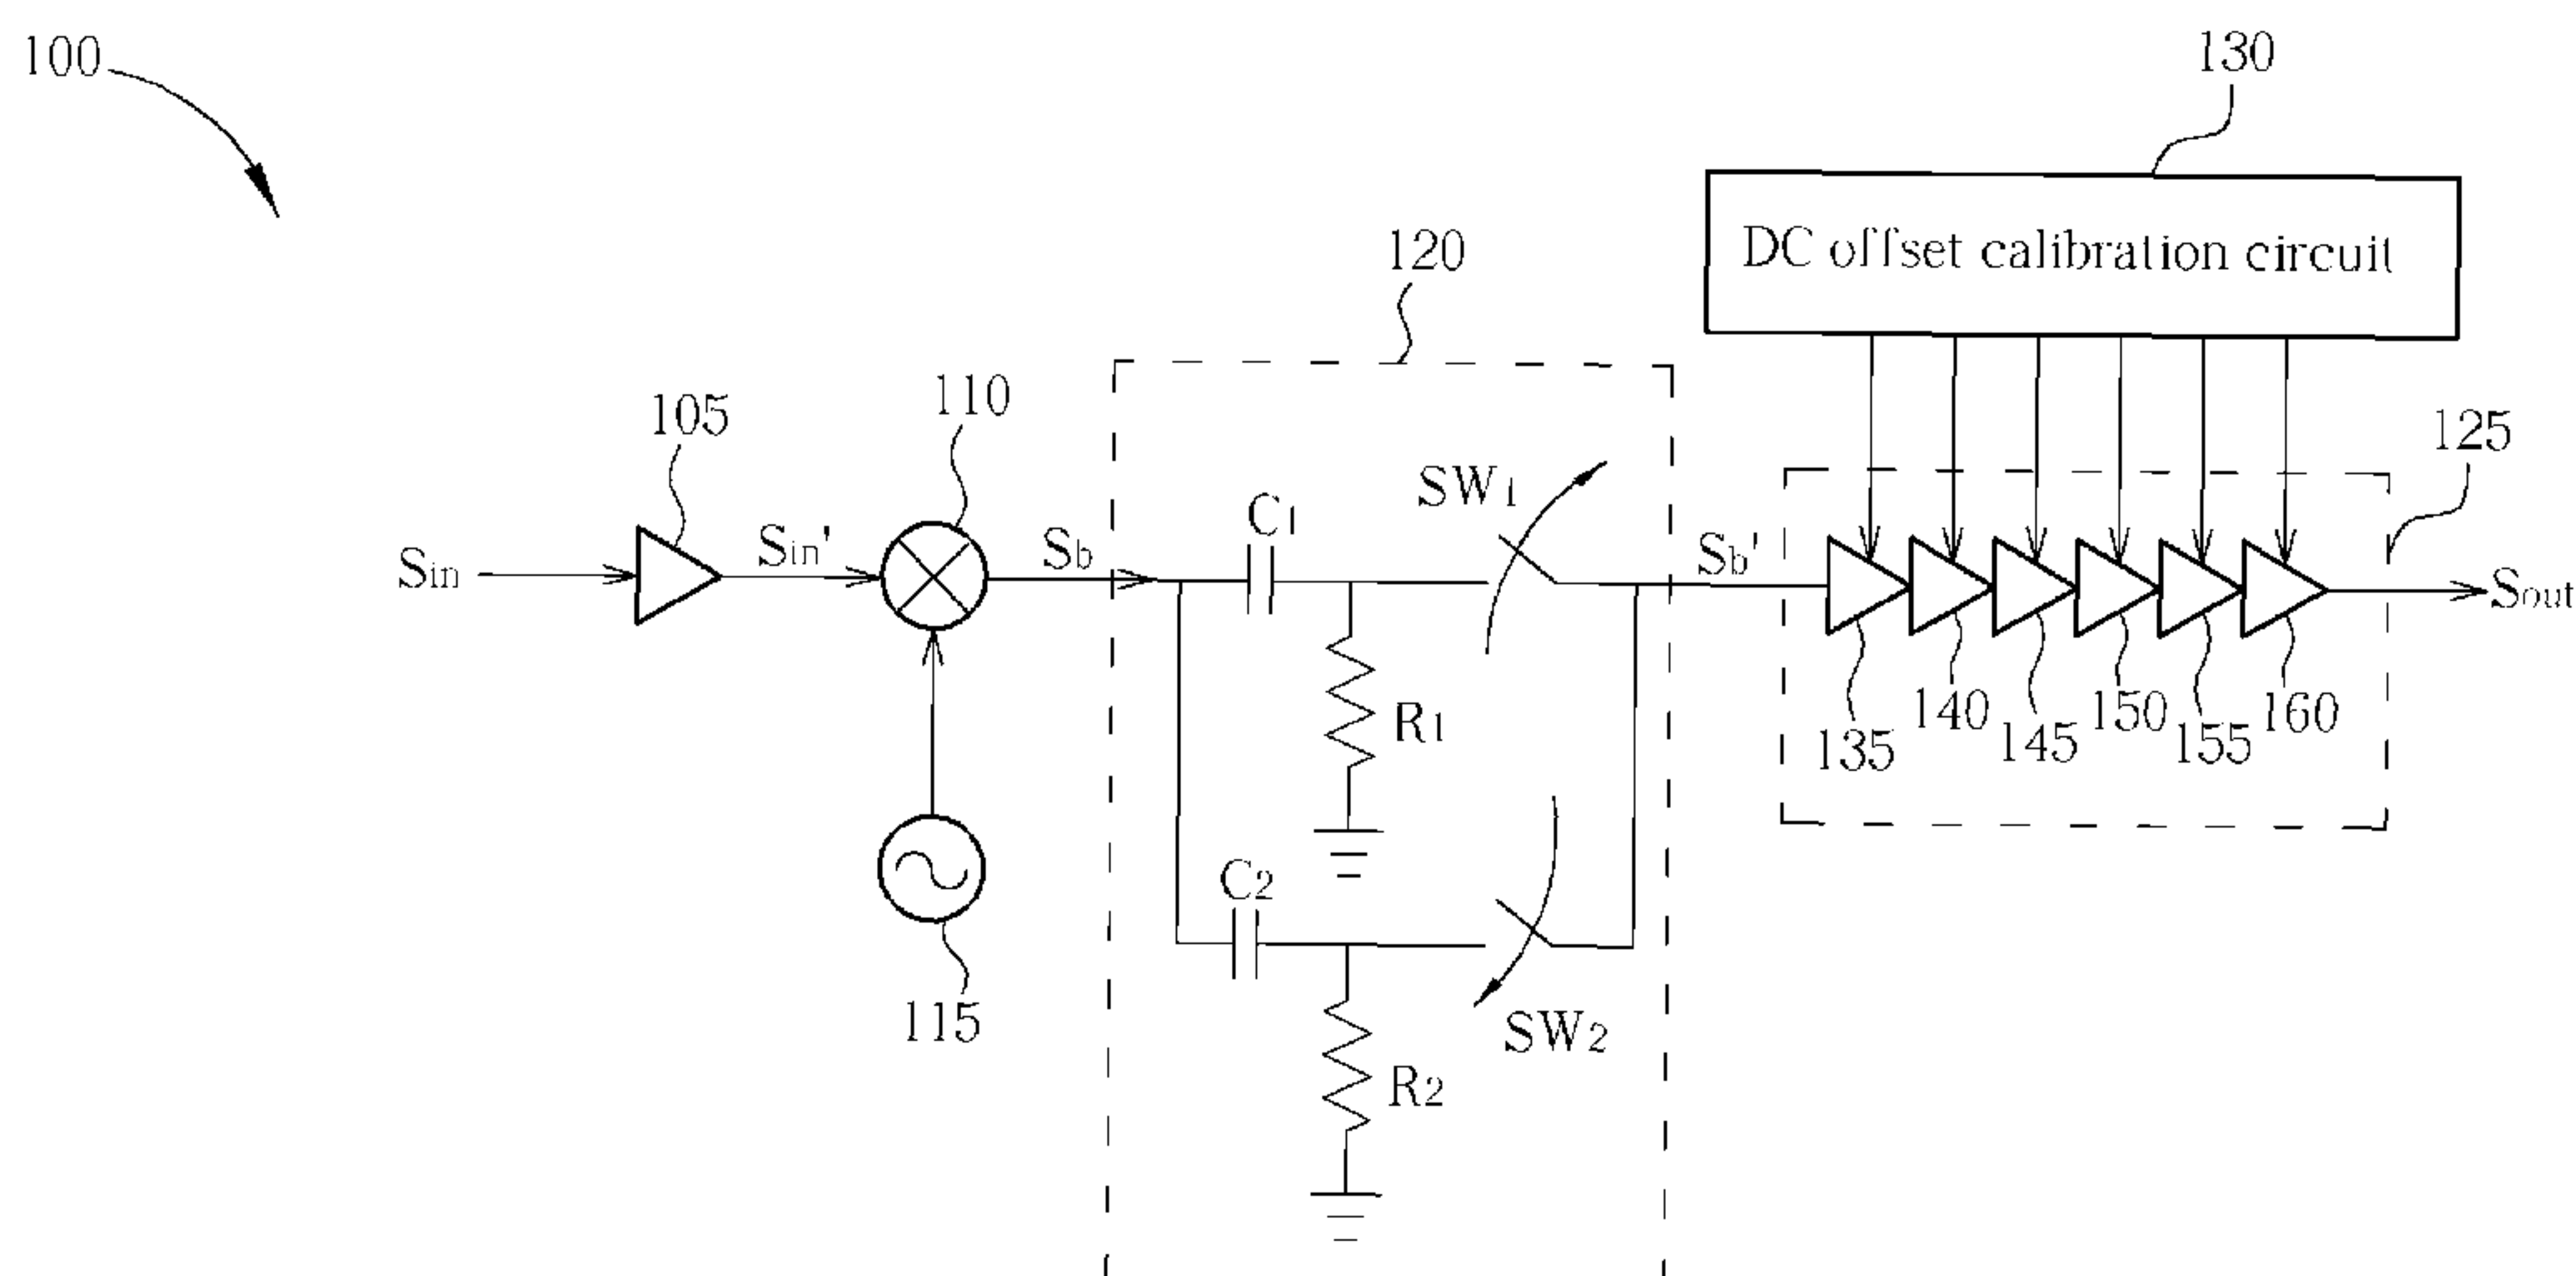 100
130
DC offset calibration circuit
120
125
105
110
Sin
Sin'
Sb
C1
SW1
Sb'
Sout
R1
135
140
145
150
155
160
C2
115
SW2
R2